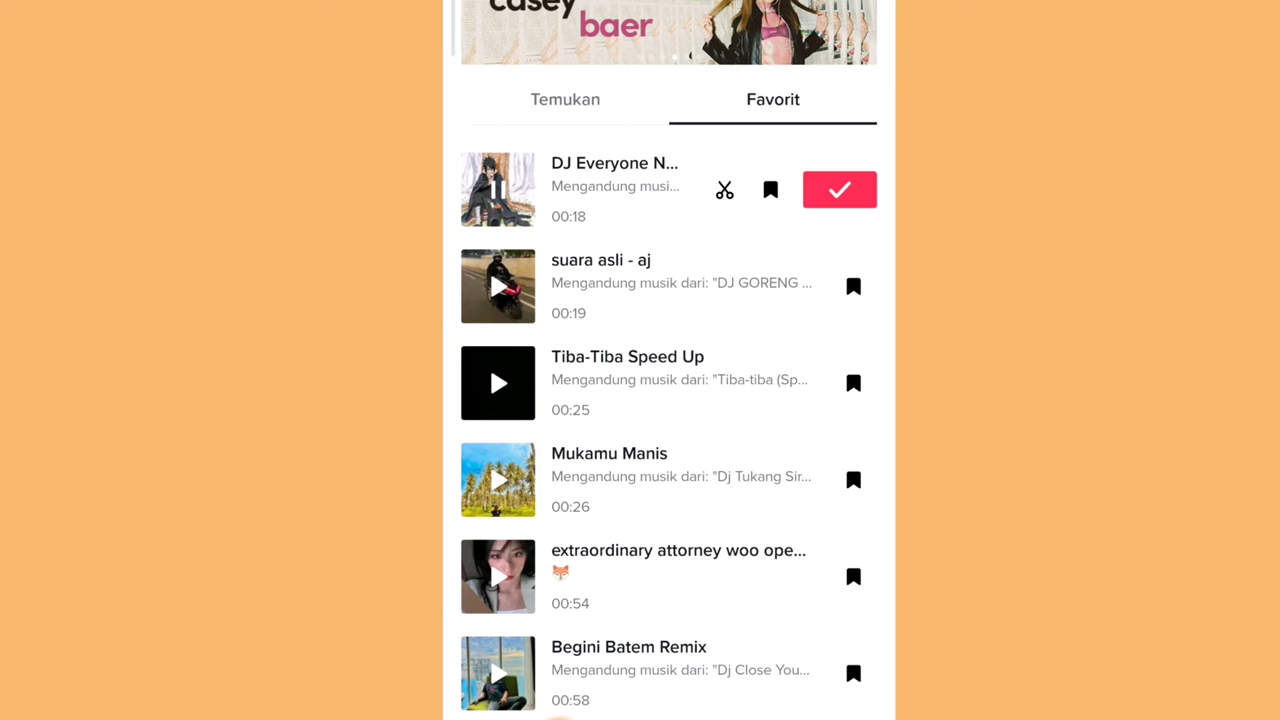 casey
baer
Temukan
Favorit
DJ Everyone N...
Mengandung musi...
00:18
suara asli - aj
Mengandung musik dari: "DJ GORENG ...
00:19
Tiba-Tiba Speed Up
Mengandung musik dari: "Tiba-tiba (Sp...
00:25
Mukamu Manis
Mengandung musik dari: "Dj Tukang Sir...
00:26
extraordinary attorney woo ope...
🦊
00:54
Begini Batem Remix
Mengandung musik dari: "Dj Close You...
00:58